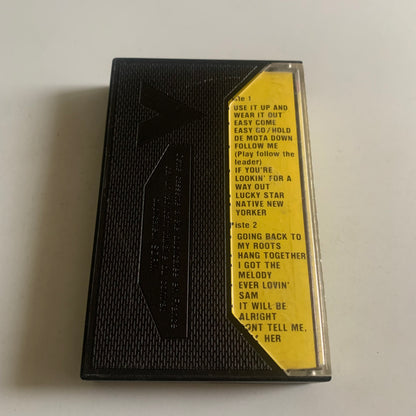 iste 1
USE IT UP AND
WEAR IT OUT
EASY COME
EASY GO/HOLD
DE MOTA DOWN
FOLLOW ME
(Play follow the
leader)
IF YOU'RE
LOOKIN' FOR A
WAY OUT
LUCKY STAR
NATIVE NEW
YORKER
Piste 2
GOING BACK TO
MY ROOTS
HANG TOGETHER
I GOT THE
MELODY
EVER LOVIN'
SAM
IT WILL BE
ALRIGHT
DONT TELL ME,
HER